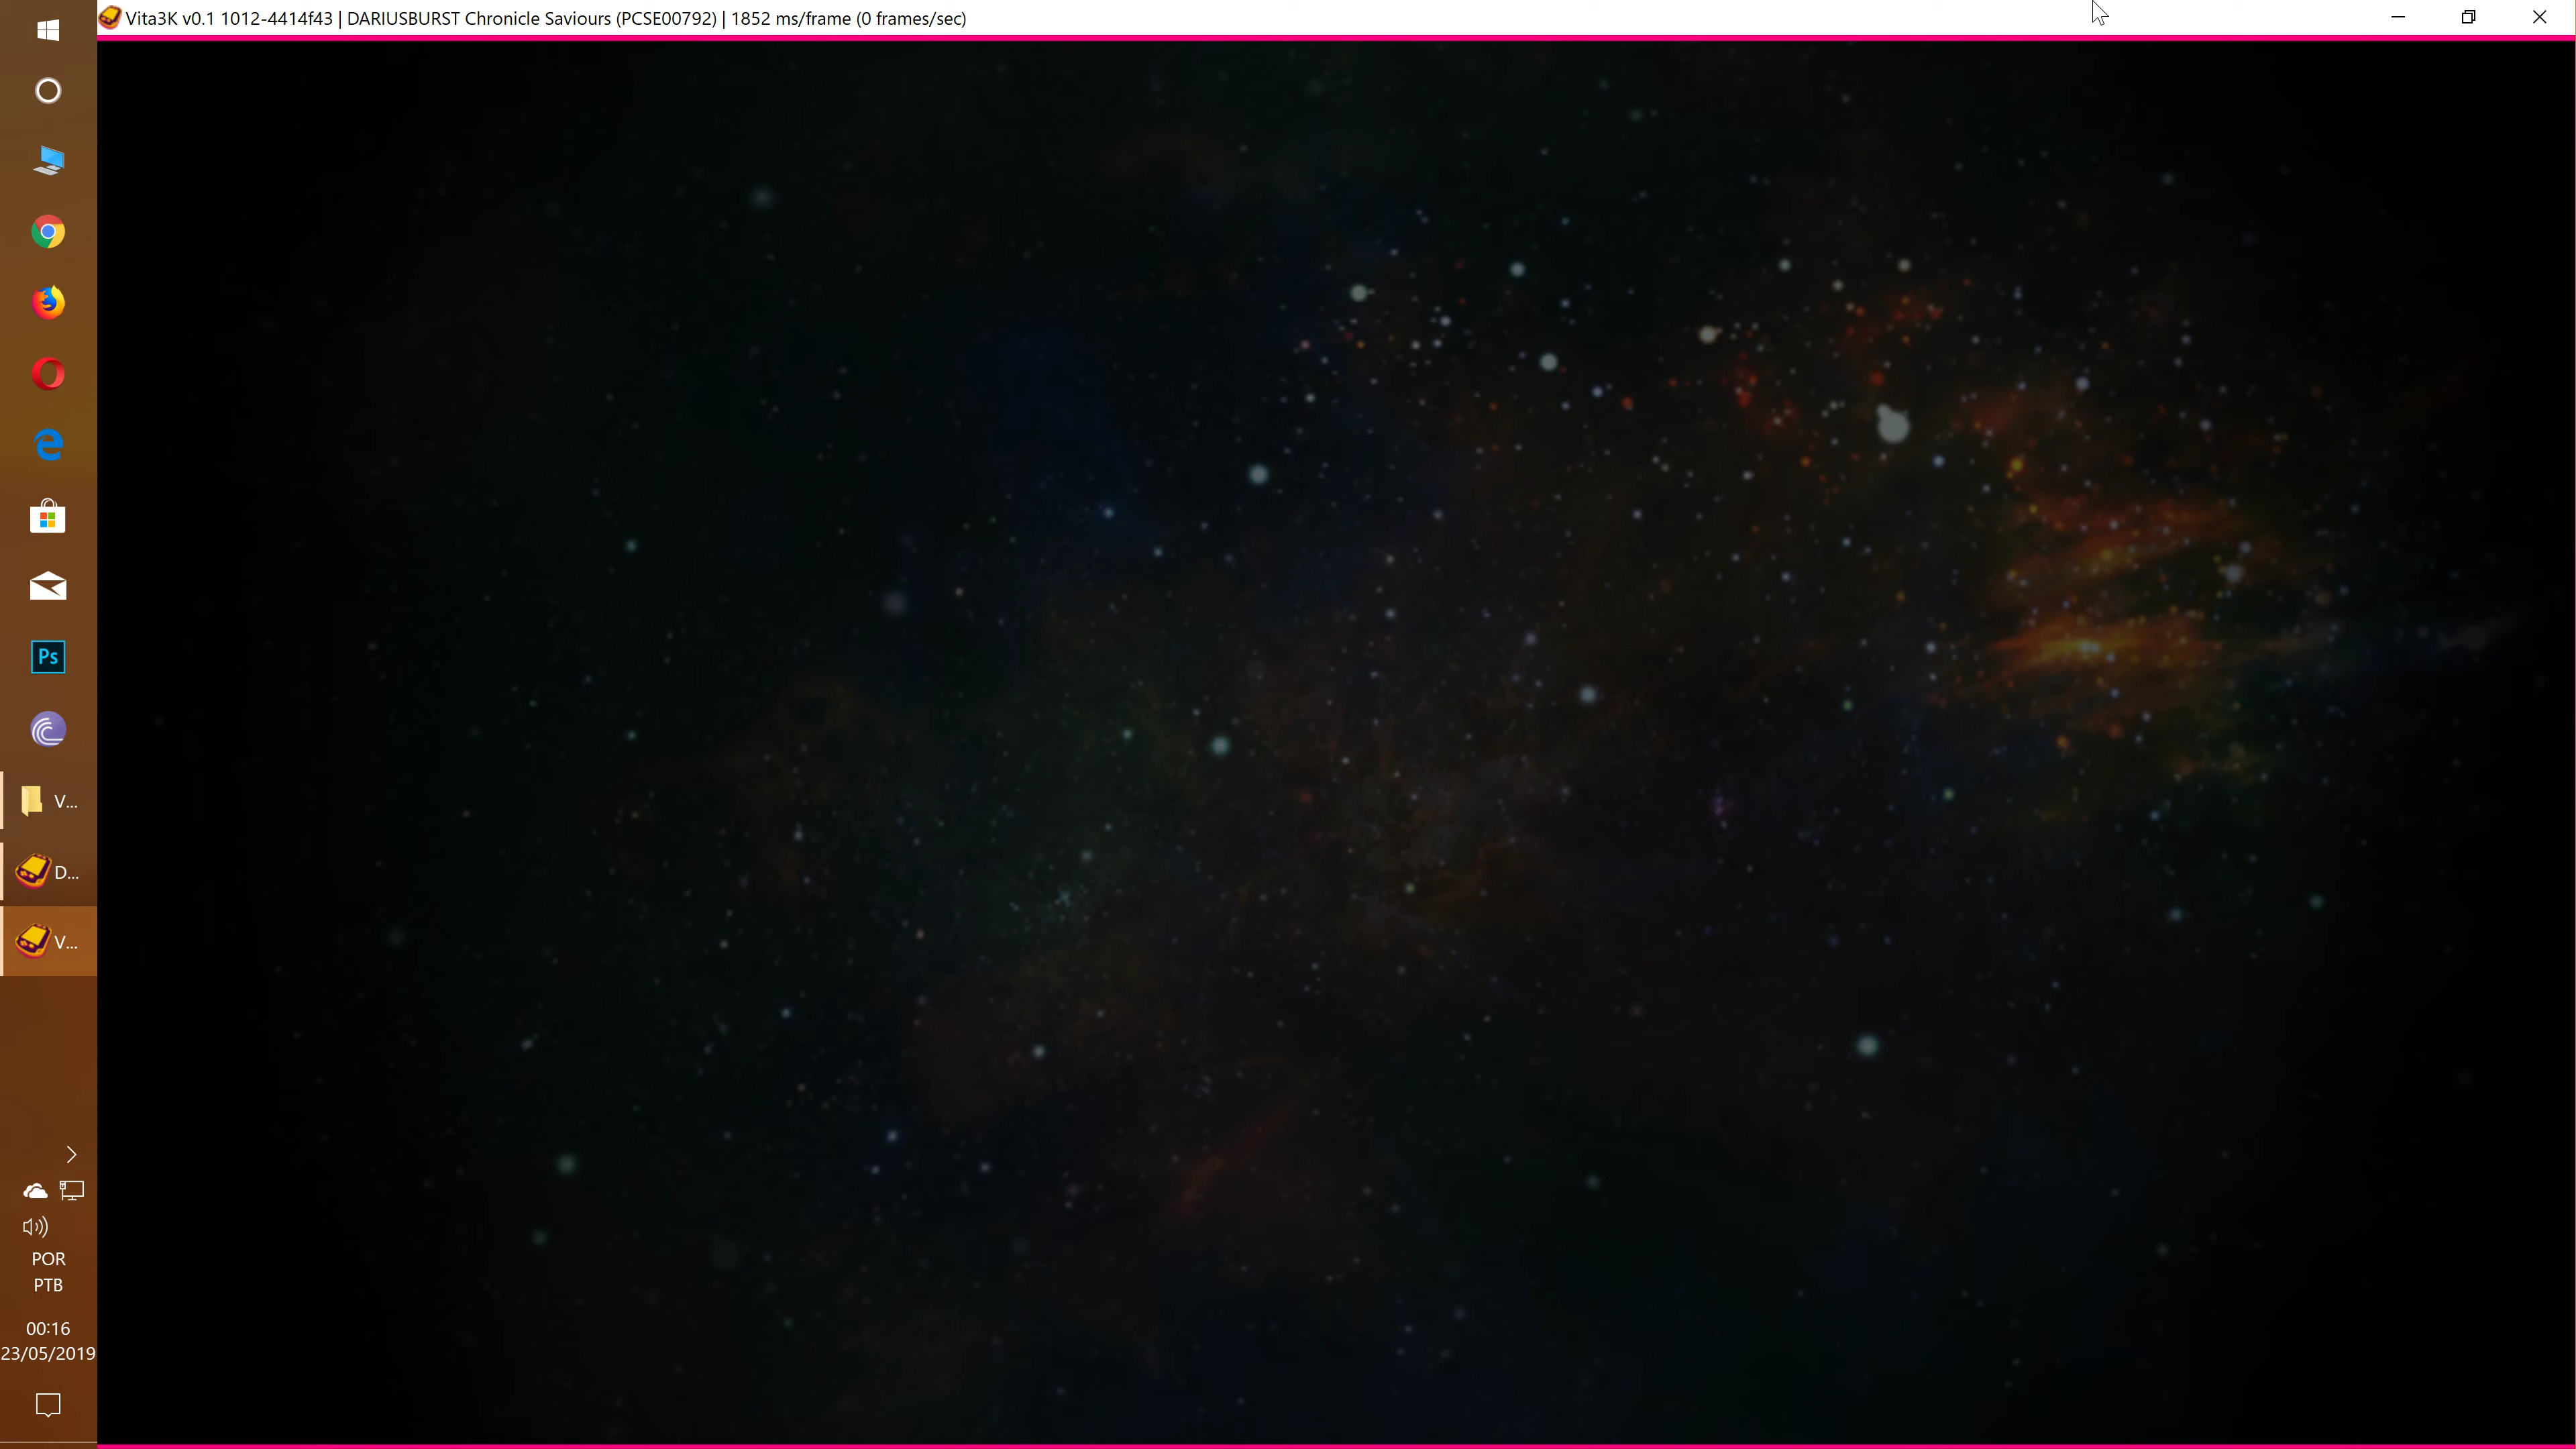 Vita3K v0.1 1012-4414f43 | DARIUSBURST Chronicle Saviours (PCSE00792) | 1852 ms/frame (0 frames/sec)
Ps
V...
D...
V...
POR
PTB
00:16
23/05/2019